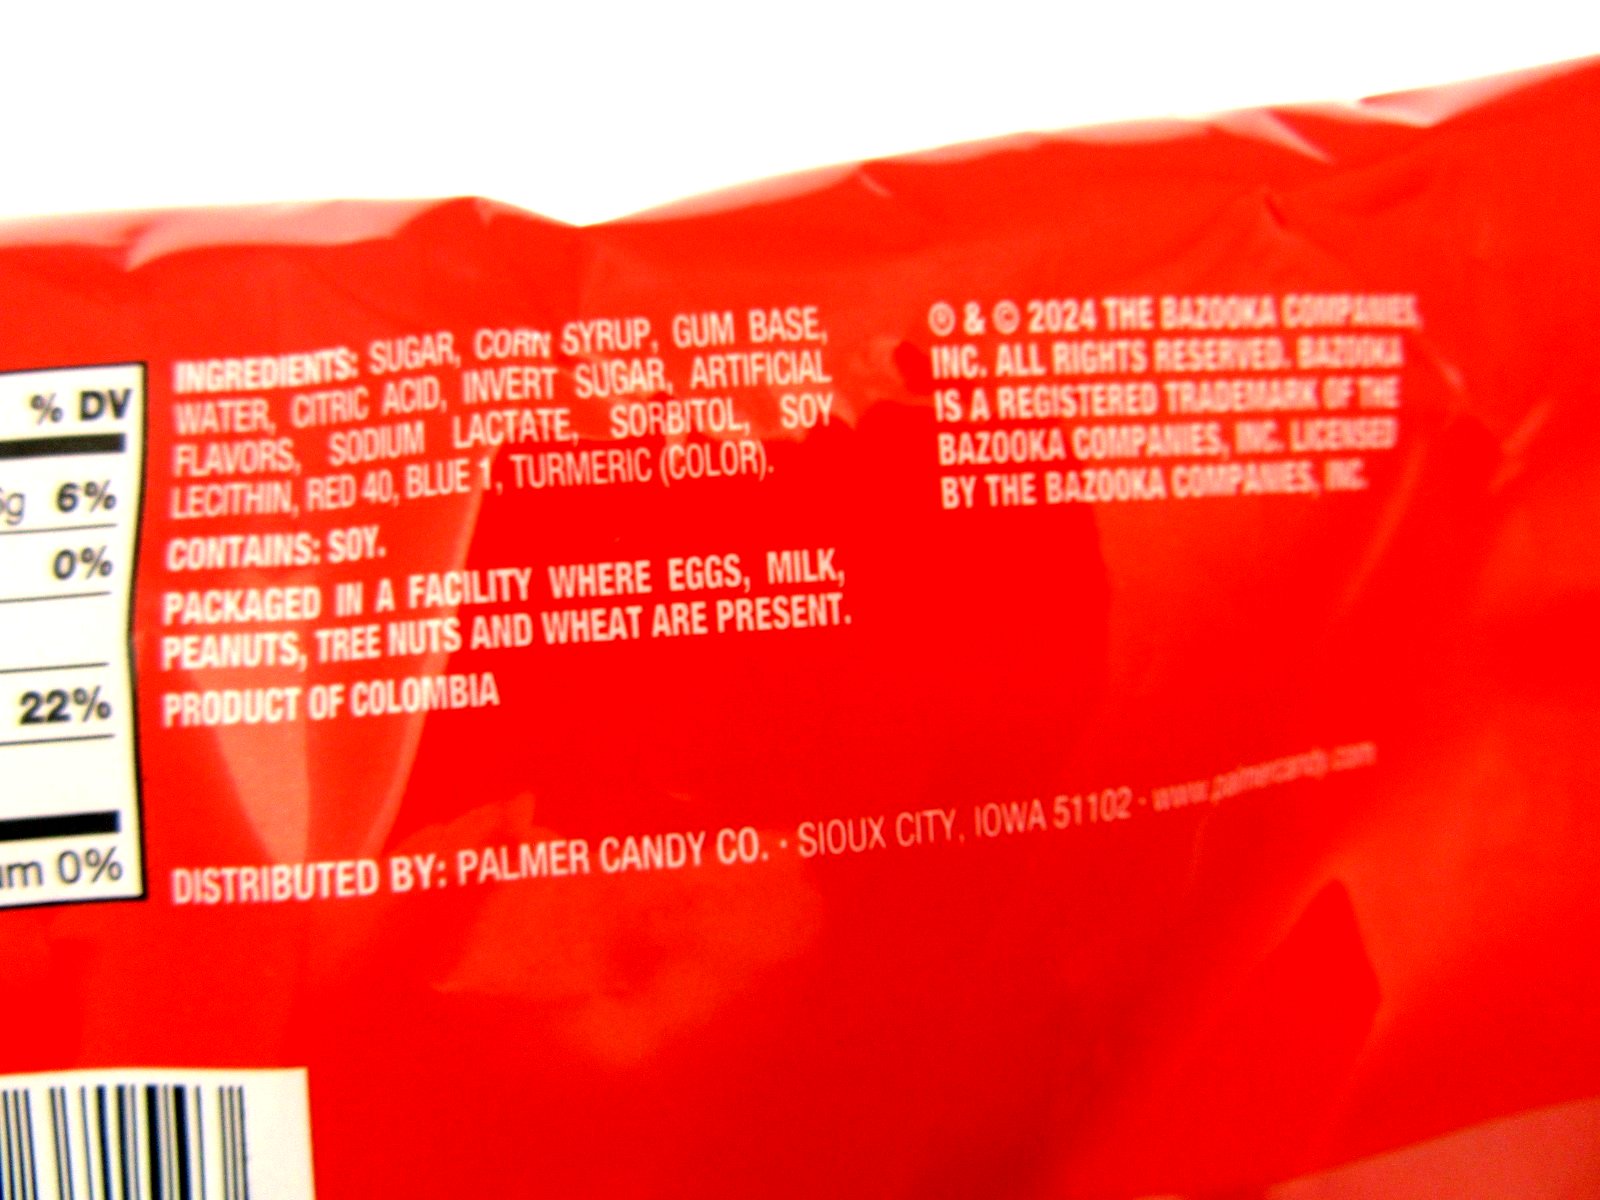 % DV
6g 6%
0%
22%
um 0%
INGREDIENTS: SUGAR, CORN SYRUP, GUM BASE,
WATER, CITRIC ACID, INVERT SUGAR, ARTIFICIAL
FLAVORS, SODIUM LACTATE, SORBITOL, SOY
LECITHIN, RED 40, BLUE 1, TURMERIC (COLOR).
CONTAINS: SOY.
PACKAGED IN A FACILITY WHERE EGGS, MILK,
PEANUTS, TREE NUTS AND WHEAT ARE PRESENT.
PRODUCT OF COLOMBIA
® & © 2024 THE BAZOOKA COMPANIES,
INC. ALL RIGHTS RESERVED. BAZOOKA
IS A REGISTERED TRADEMARK OF THE
BAZOOKA COMPANIES, INC. LICENSED
BY THE BAZOOKA COMPANIES, INC.
DISTRIBUTED BY: PALMER CANDY CO. · SIOUX CITY, IOWA 51102 · www.palmercandy.com